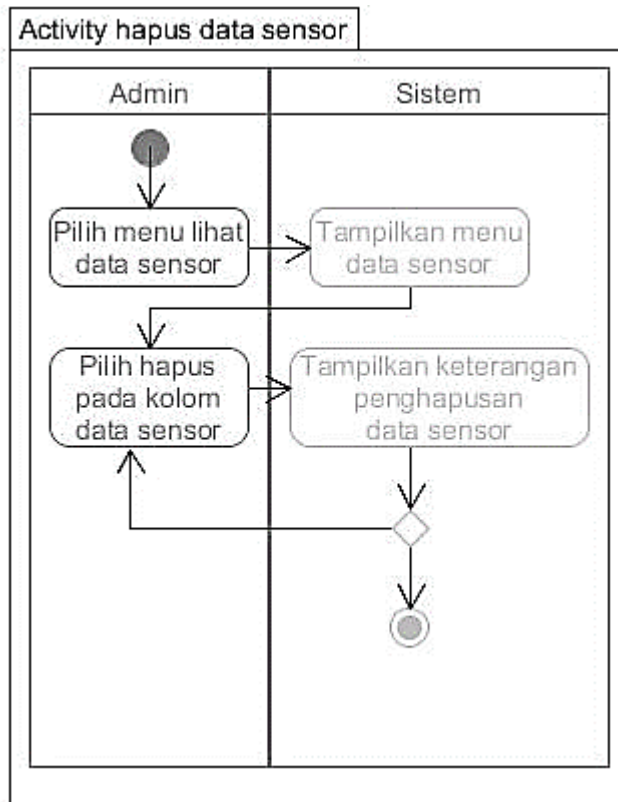 Activity hapus data sensor
Admin
Sistem
Pilih menu lihat
data sensor
Tampilkan menu
data sensor
Pilih hapus
pada kolom
data sensor
Tampilkan keterangan
penghapusan
data sensor